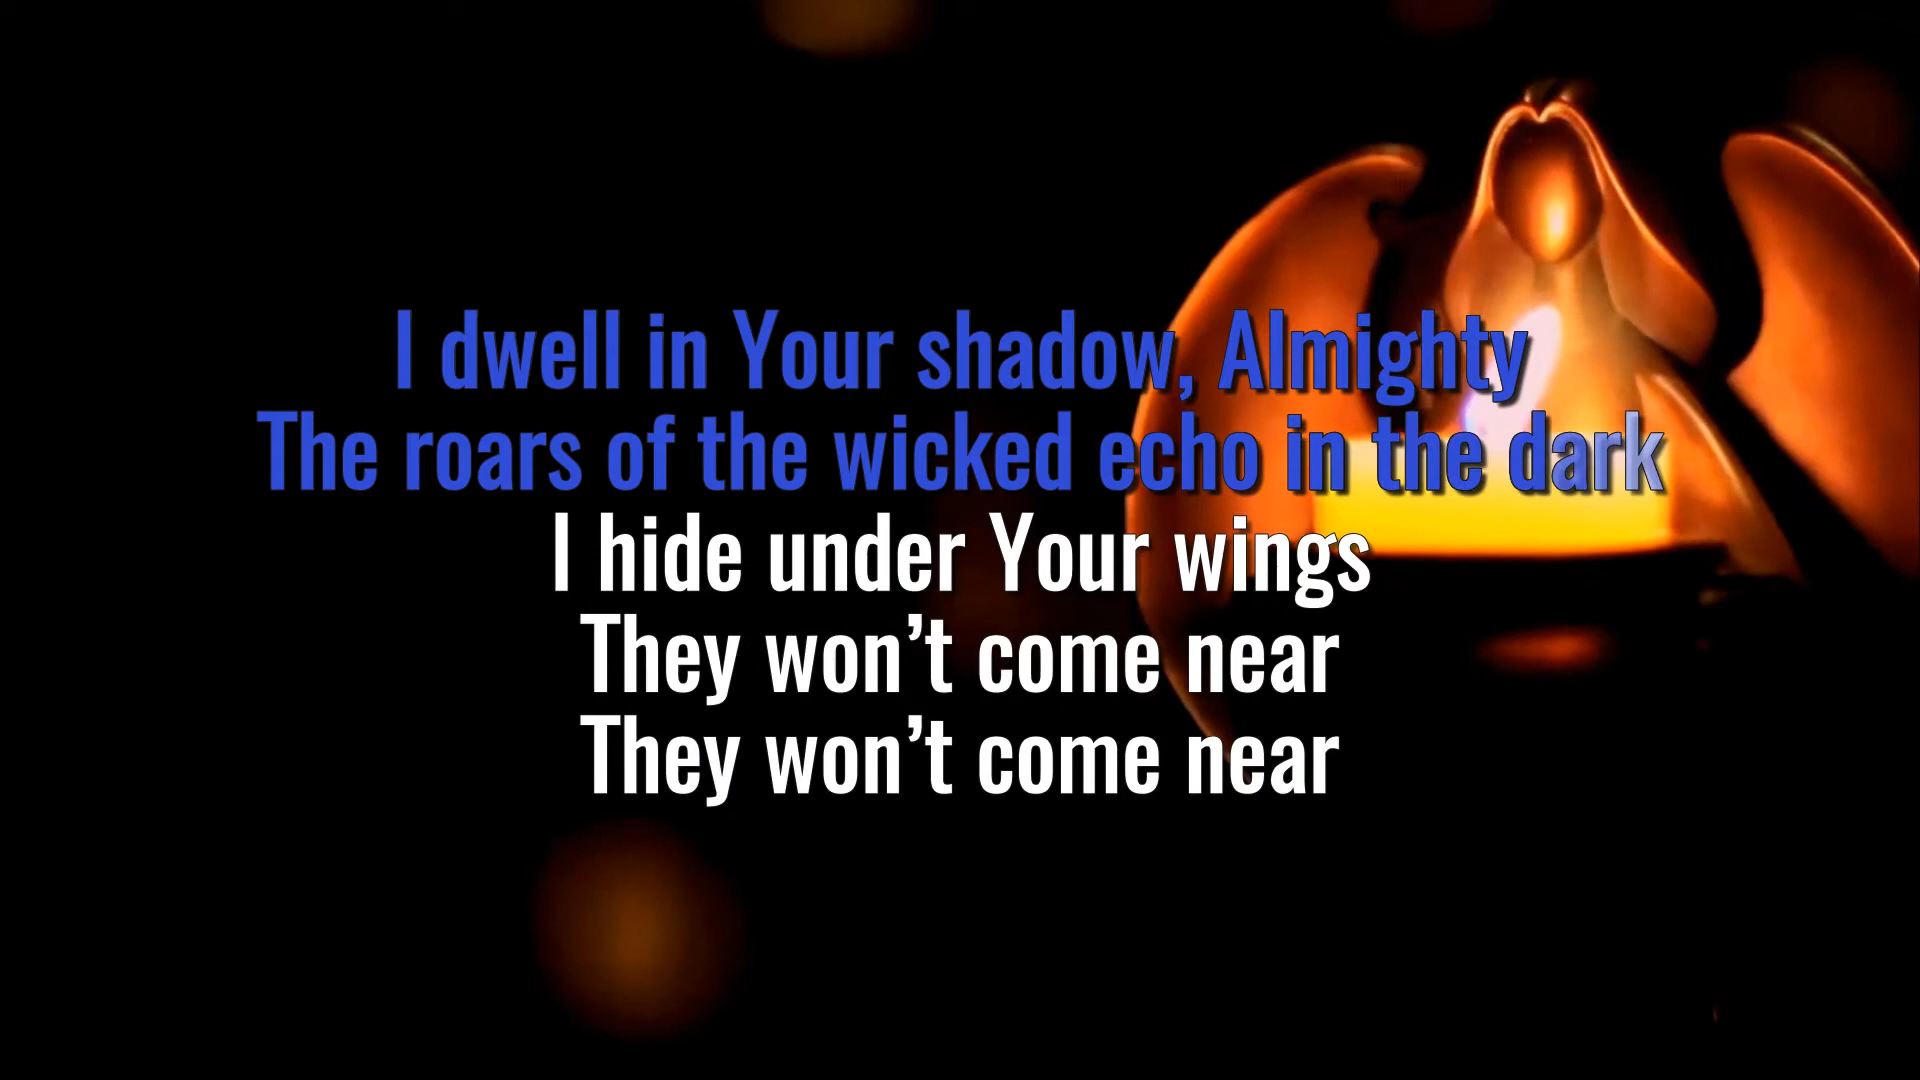 I dwell in Your shadow, Almighty
The roars of the wicked echo in the dark
I hide under Your wings
They won’t come near
They won’t come near